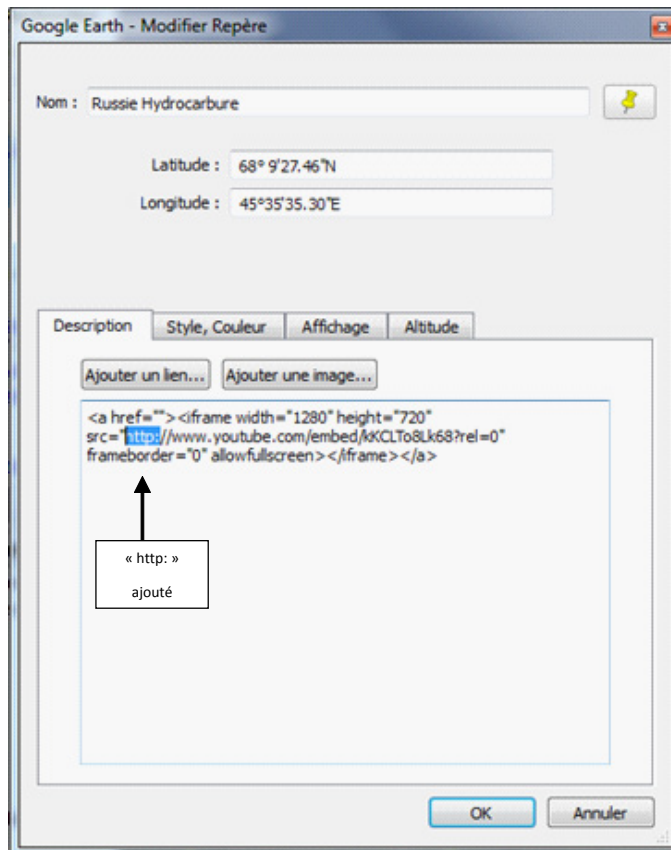 Google Earth - Modifier Repère
Nom : Russie Hydrocarbure
Latitude : 68° 9'27.46"N
Longitude : 45°35'35.30"E
Description Style, Couleur Affichage Altitude
Ajouter un lien... Ajouter une image...
<a href=""><iframe width="1280" height="720"
src="http://www.youtube.com/embed/kKCLTo8Lk68?rel=0"
frameborder="0" allowfullscreen></iframe></a>
« http: »
ajouté
OK Annuler